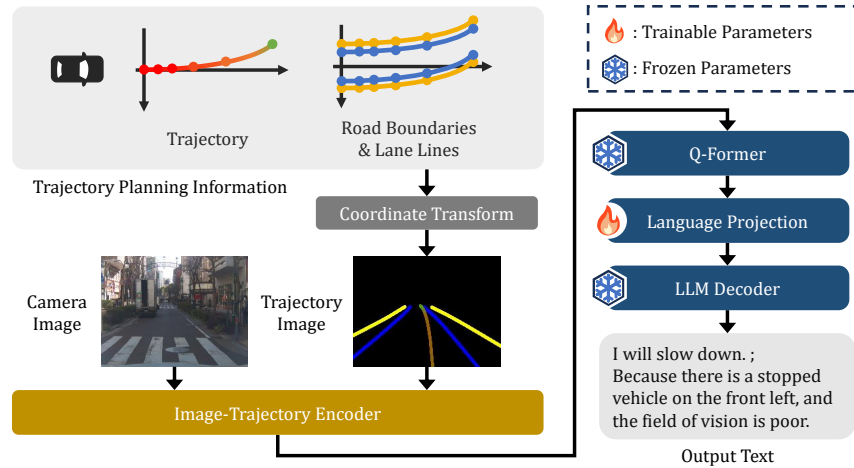 Trajectory
Road Boundaries
& Lane Lines
Trajectory Planning Information
Coordinate Transform
Camera
Image
Trajectory
Image
Image-Trajectory Encoder
: Trainable Parameters
: Frozen Parameters
Q-Former
Language Projection
LLM Decoder
I will slow down. ;
Because there is a stopped
vehicle on the front left, and
the field of vision is poor.
Output Text